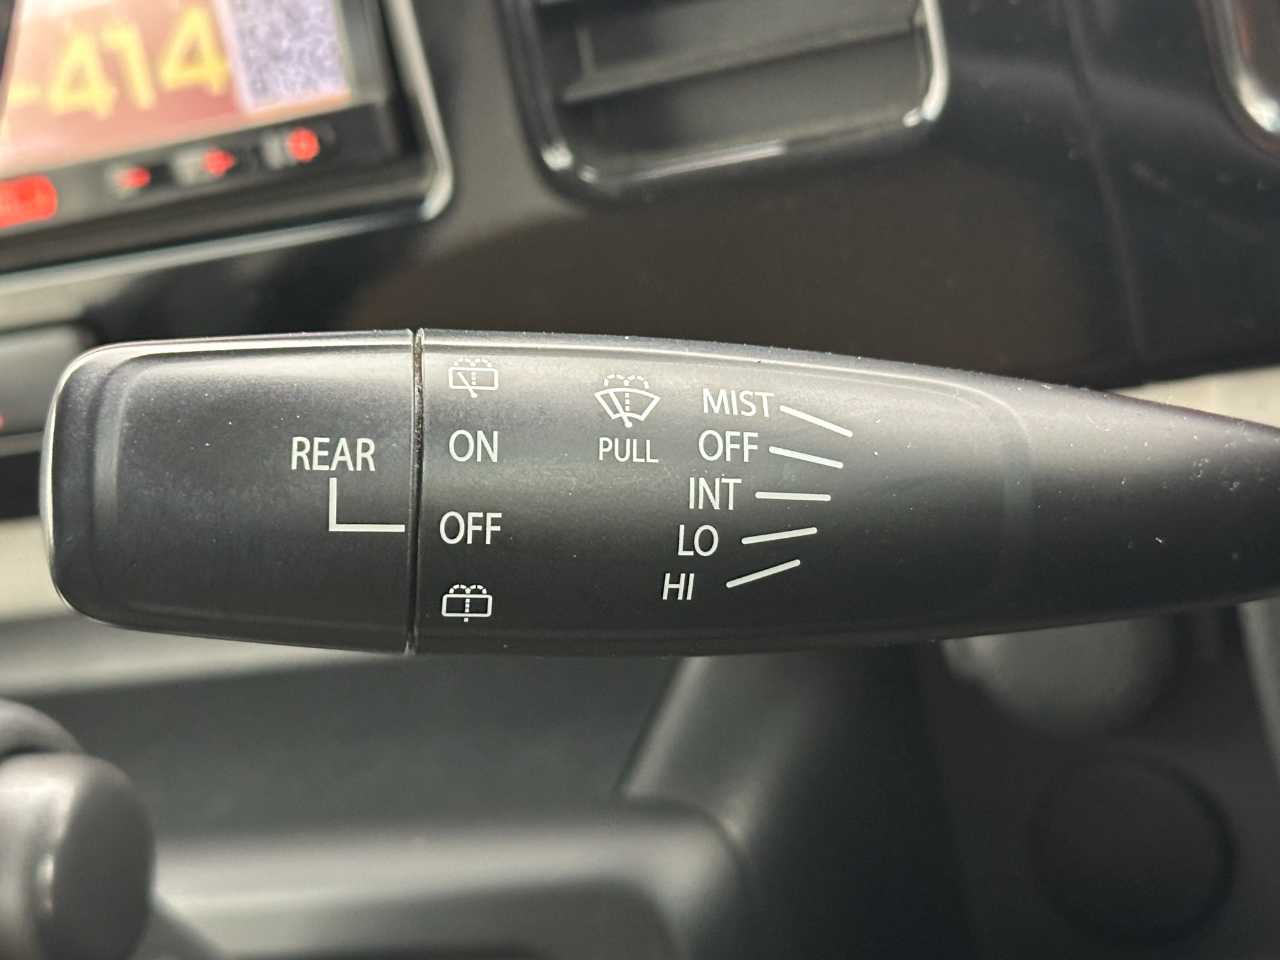 -414
REAR
ON
OFF
PULL
MIST
OFF
INT
LO
HI